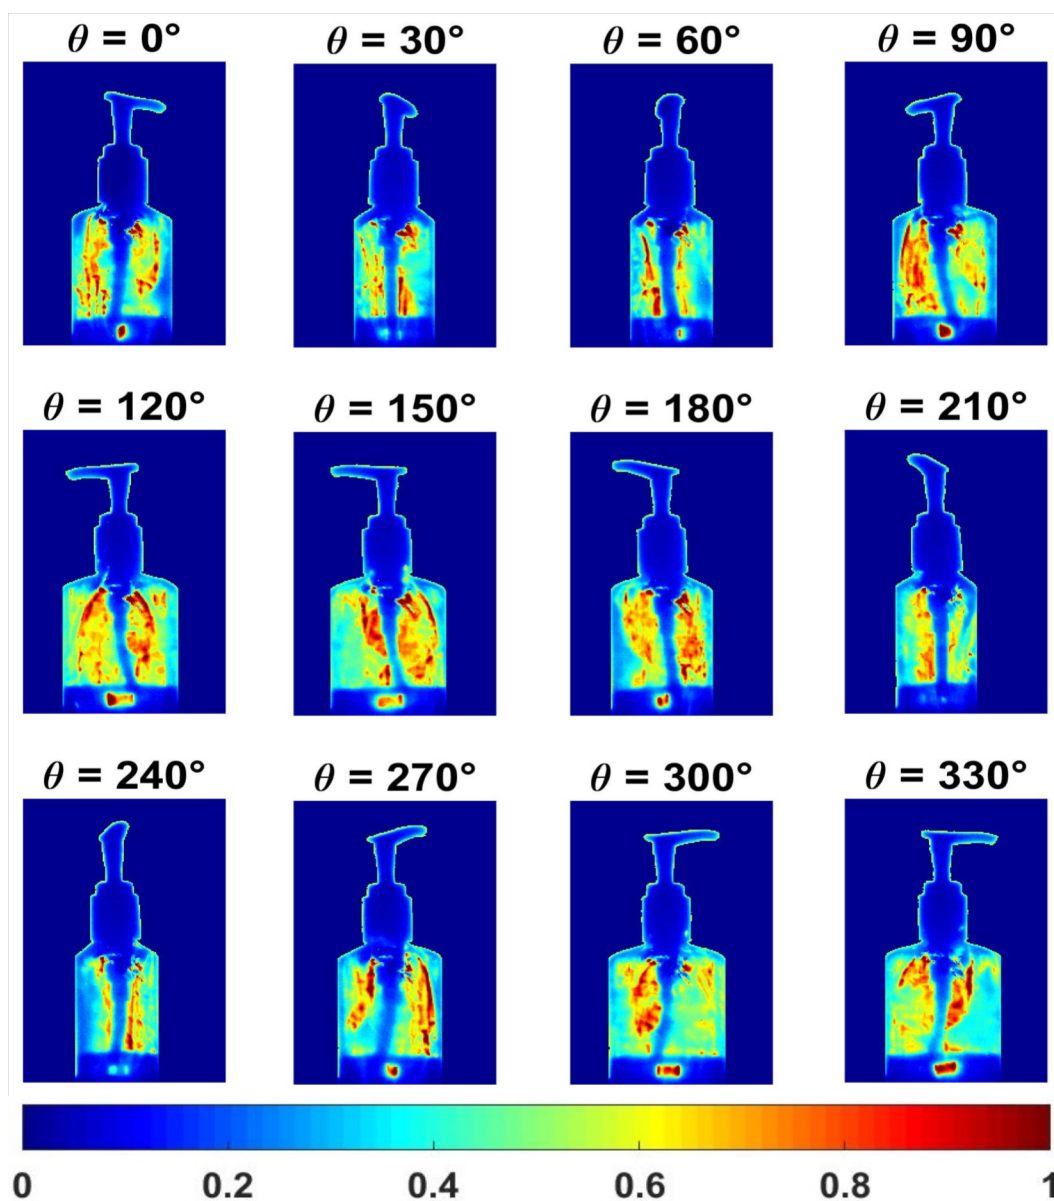 θ = 0° θ = 30° θ = 60° θ = 90°
θ = 120° θ = 150° θ = 180° θ = 210°
θ = 240° θ = 270° θ = 300° θ = 330°
0 0.2 0.4 0.6 0.8 1